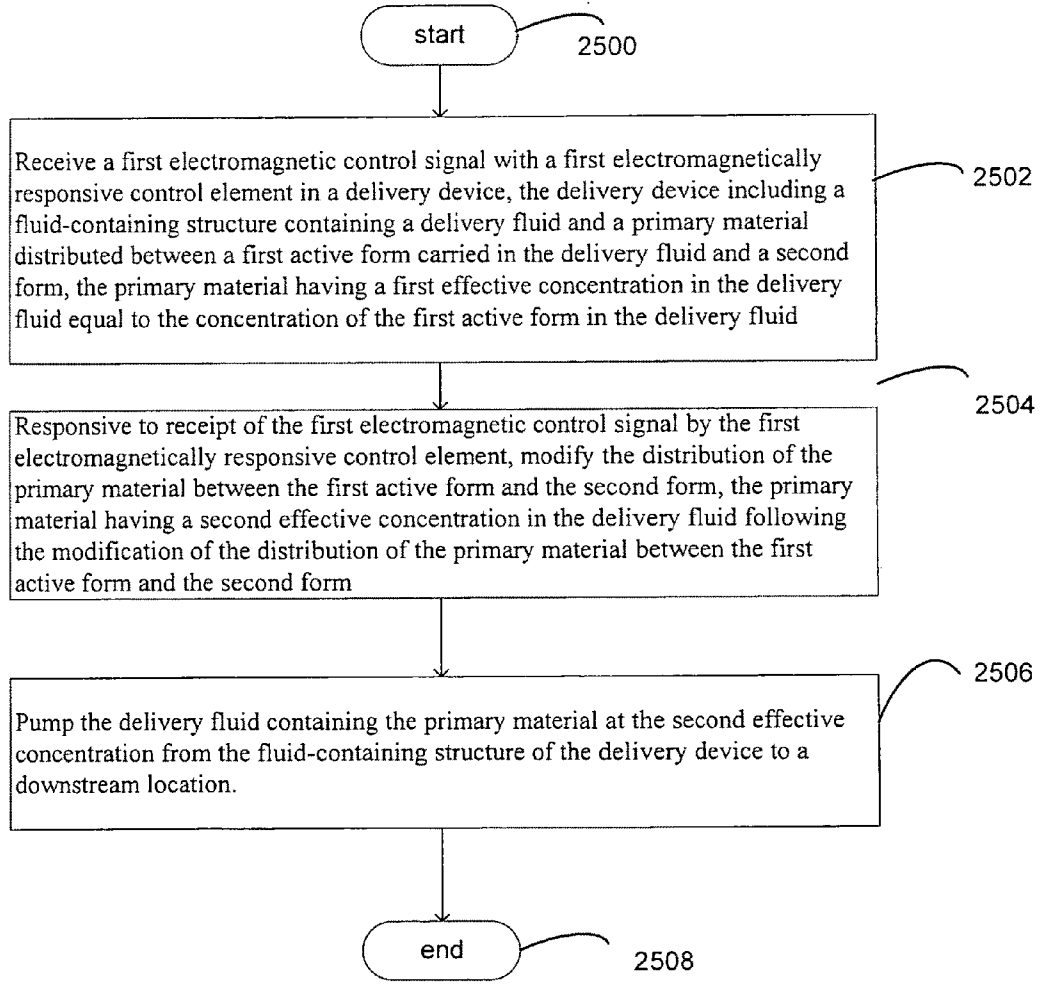 start
2500
Receive a first electromagnetic control signal with a first electromagnetically
responsive control element in a delivery device, the delivery device including a
fluid-containing structure containing a delivery fluid and a primary material
distributed between a first active form carried in the delivery fluid and a second
form, the primary material having a first effective concentration in the delivery
fluid equal to the concentration of the first active form in the delivery fluid
2502
Responsive to receipt of the first electromagnetic control signal by the first
electromagnetically responsive control element, modify the distribution of the
primary material between the first active form and the second form, the primary
material having a second effective concentration in the delivery fluid following
the modification of the distribution of the primary material between the first
active form and the second form
2504
Pump the delivery fluid containing the primary material at the second effective
concentration from the fluid-containing structure of the delivery device to a
downstream location.
2506
end
2508